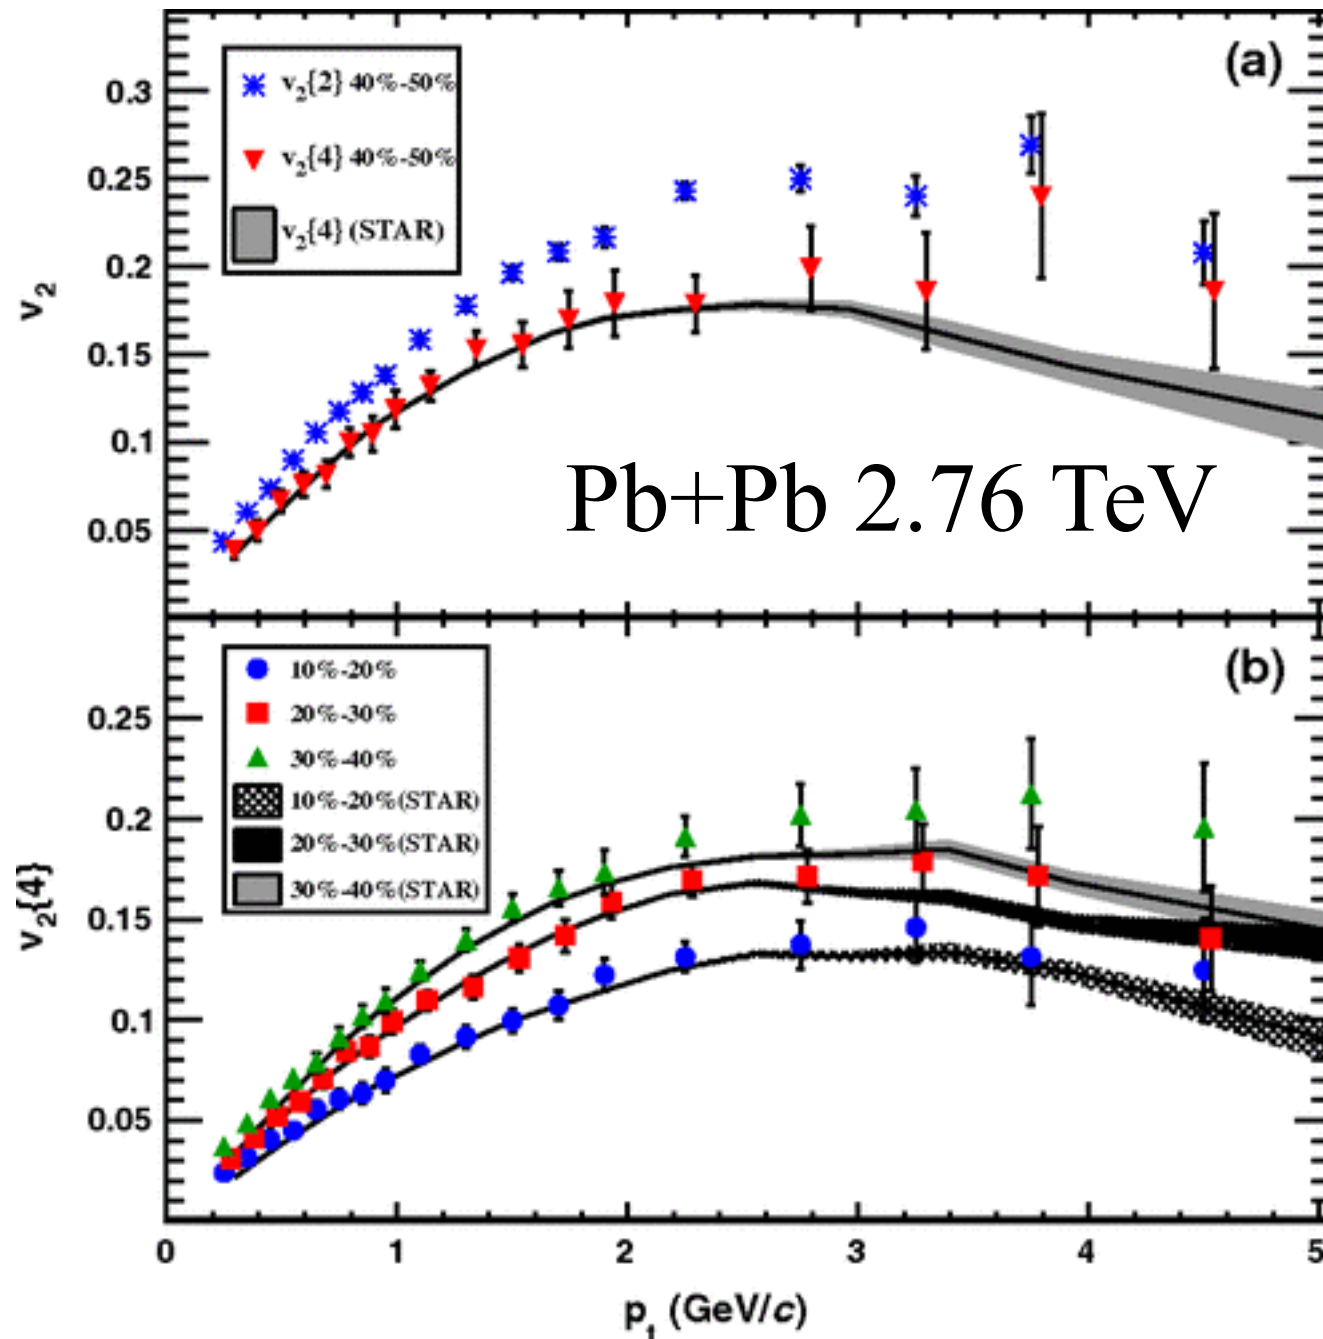 (a)
v2{2} 40%-50%
v2{4} 40%-50%
v2{4} (STAR)
0.3
0.25
0.2
0.15
0.1
0.05
v2
Pb+Pb 2.76 TeV
(b)
10%-20%
20%-30%
30%-40%
10%-20%(STAR)
20%-30%(STAR)
30%-40%(STAR)
0.25
0.2
0.15
0.1
0.05
v2{4}
0 1 2 3 4 5
pt (GeV/c)